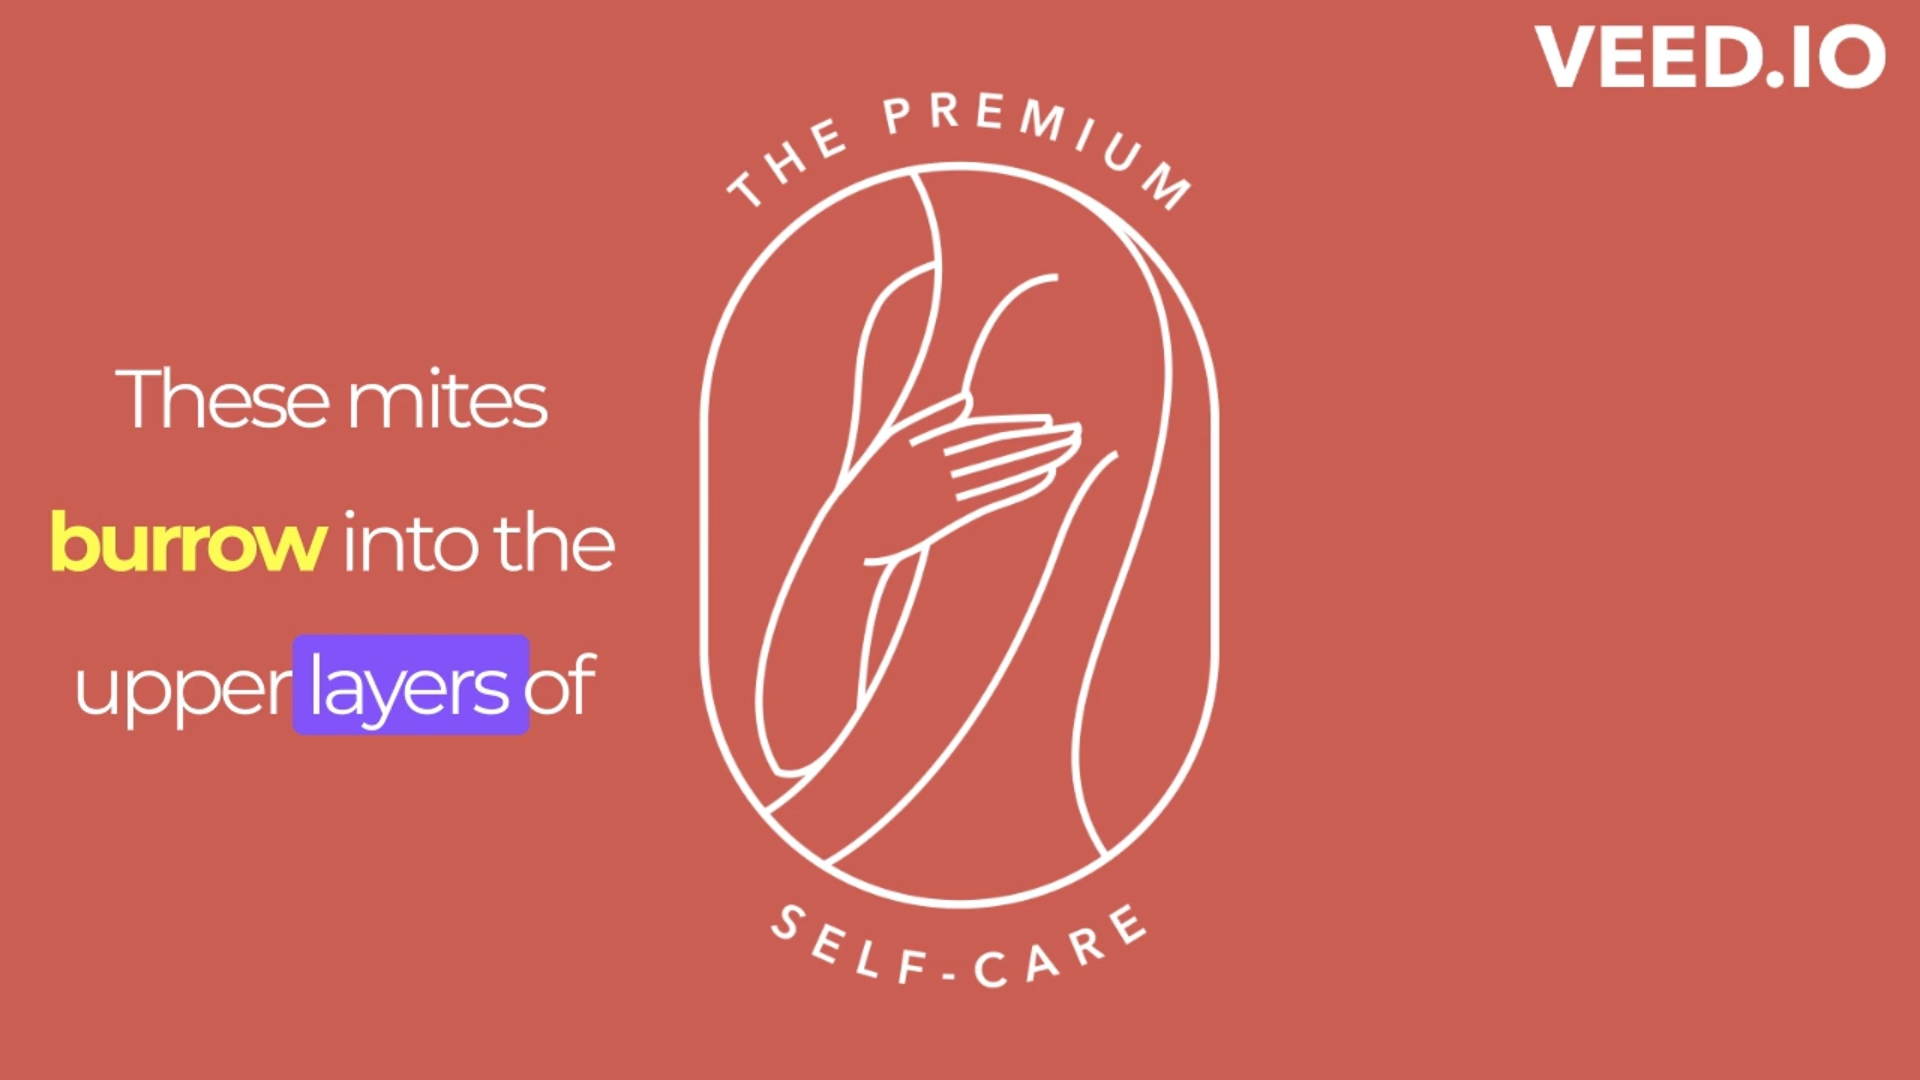 VEED.IO
THE PREMIUM
These mites
burrow into the
upper layers of
SELF-CARE